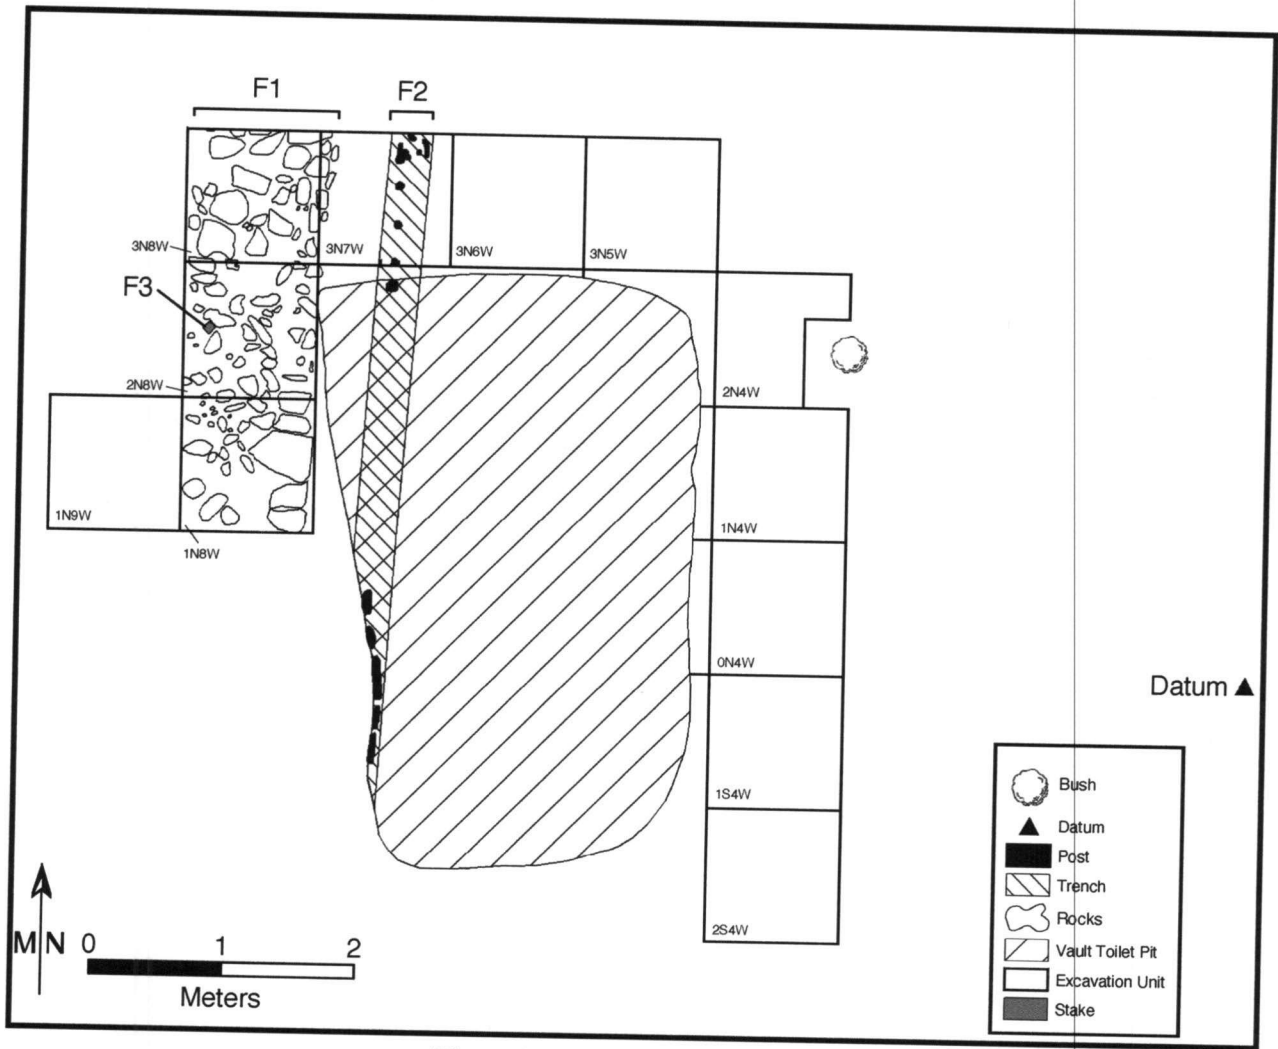 F1 F2
3N8W 3N7W 3N6W 3N5W
F3
2N8W 2N4W
1N9W 1N4W
1N8W
0N4W
Datum
1S4W
2S4W
MN
0 1 2
Meters
Bush
Datum
Post
Trench
Rocks
Vault Toilet Pit
Excavation Unit
Stake